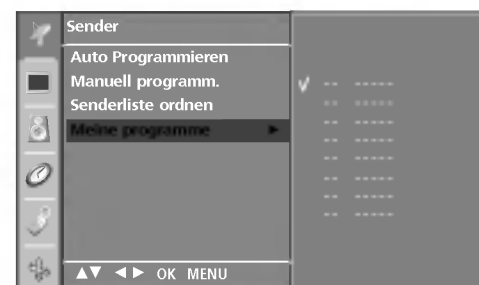 Sender
Auto Programmieren
Manuell programm.
Senderliste ordnen
Meine programme ►
✓ -- -----
-- -----
-- -----
-- -----
-- -----
-- -----
-- -----
-- -----
▲▼ ◄► OK MENU